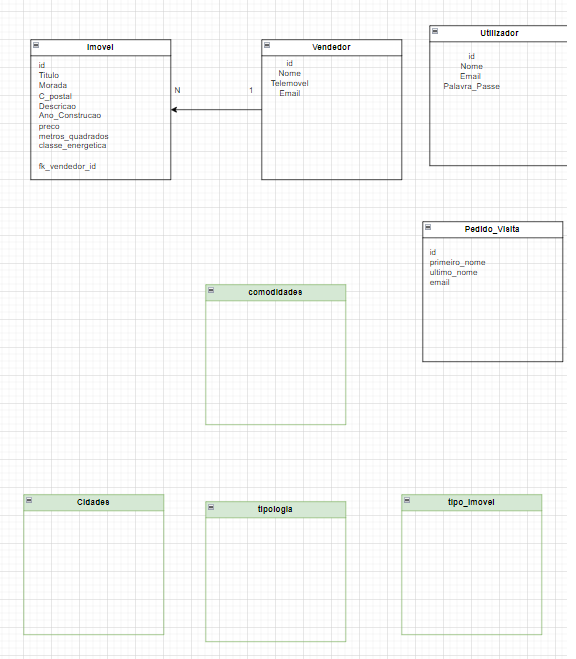 Imovel
id
Titulo
Morada
C_postal
Descricao
Ano_Construcao
preco
metros_quadrados
classe_energetica
fk_vendedor_id
N
1
Vendedor
id
Nome
Telemovel
Email
Utilizador
id
Nome
Email
Palavra_Passe
Pedido_Visita
id
primeiro_nome
ultimo_nome
email
comodidades
Cidades
tipologia
tipo_imovel